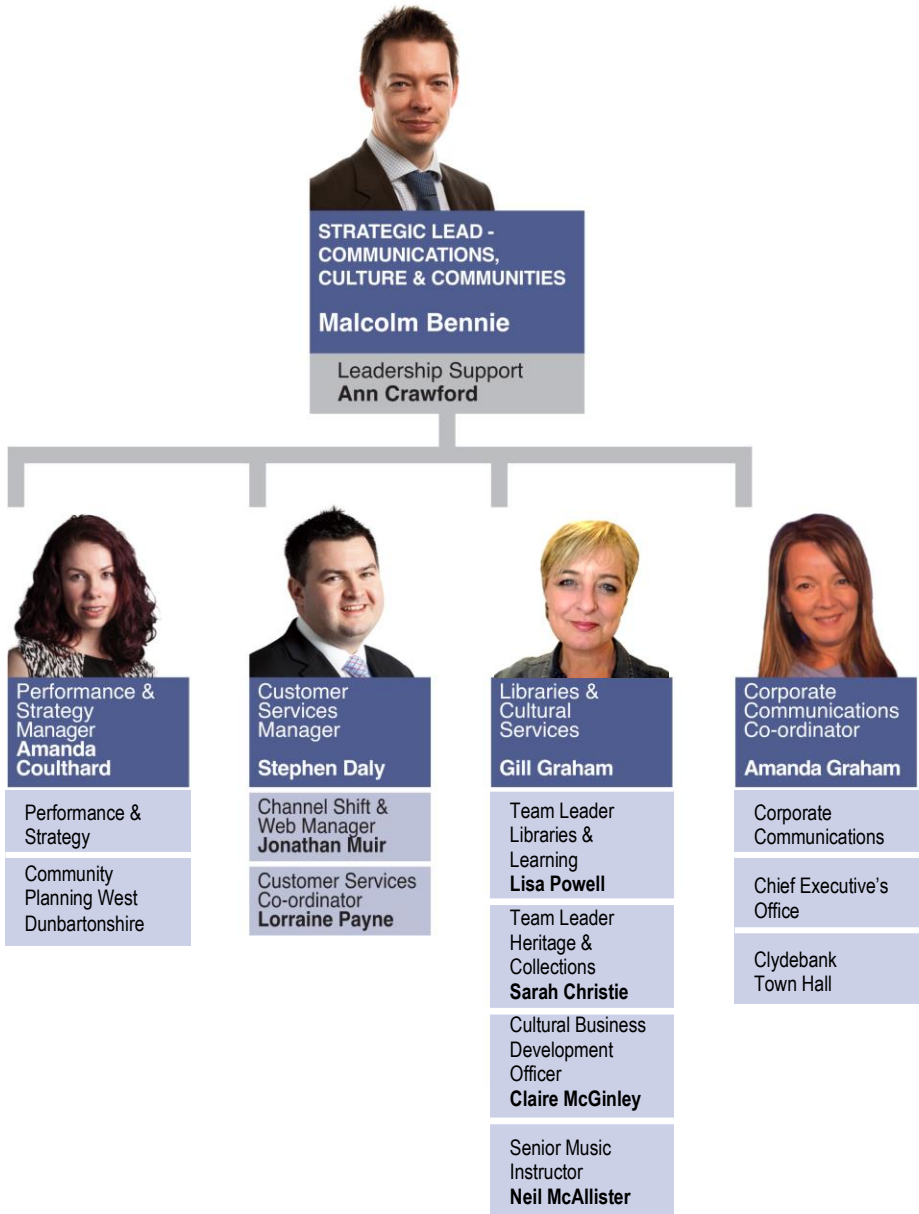 STRATEGIC LEAD -
COMMUNICATIONS,
CULTURE & COMMUNITIES
Malcolm Bennie
Leadership Support
Ann Crawford
Performance &
Strategy
Manager
Amanda
Coulthard
Performance &
Strategy
Community
Planning West
Dunbartonshire
Customer
Services
Manager
Stephen Daly
Channel Shift &
Web Manager
Jonathan Muir
Customer Services
Co-ordinator
Lorraine Payne
Libraries &
Cultural
Services
Gill Graham
Team Leader
Libraries &
Learning
Lisa Powell
Team Leader
Heritage &
Collections
Sarah Christie
Cultural Business
Development
Officer
Claire McGinley
Senior Music
Instructor
Neil McAllister
Corporate
Communications
Co-ordinator
Amanda Graham
Corporate
Communications
Chief Executive’s
Office
Clydebank
Town Hall